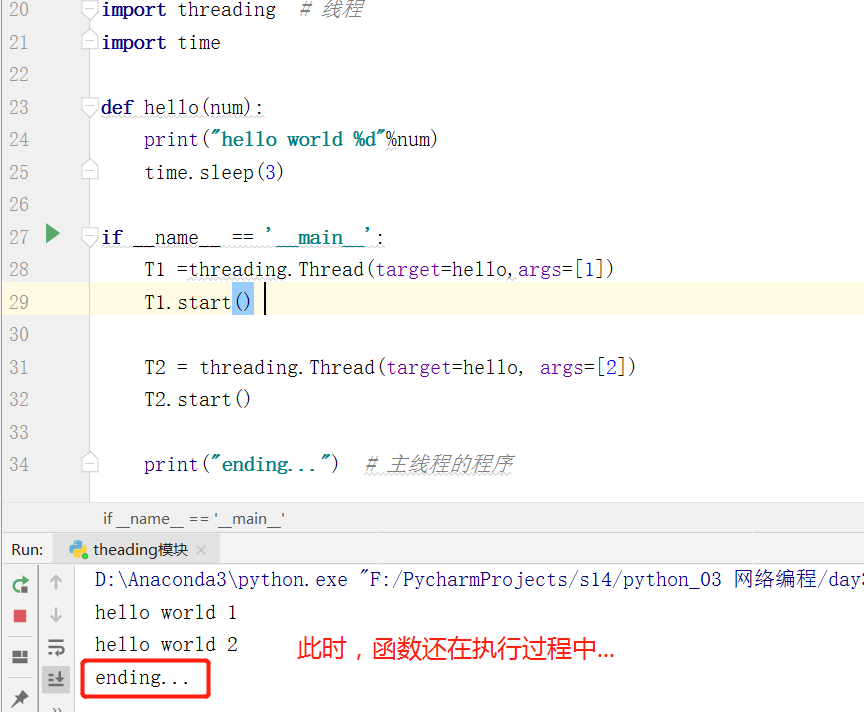 20 import threading  # 线程
21 import time
22
23 def hello(num):
24     print("hello world %d"%num)
25     time.sleep(3)
26
27 if __name__ == '__main__':
28     T1 =threading.Thread(target=hello,args=[1])
29     T1.start()
30
31     T2 = threading.Thread(target=hello, args=[2])
32     T2.start()
33
34     print("ending...")  # 主线程的程序
if __name__ == '__main__'
Run: theading模块 ×
D:\Anaconda3\python.exe "F:/PycharmProjects/s14/python_03 网络编程/day3
hello world 1
hello world 2
此时，函数还在执行过程中...
ending...